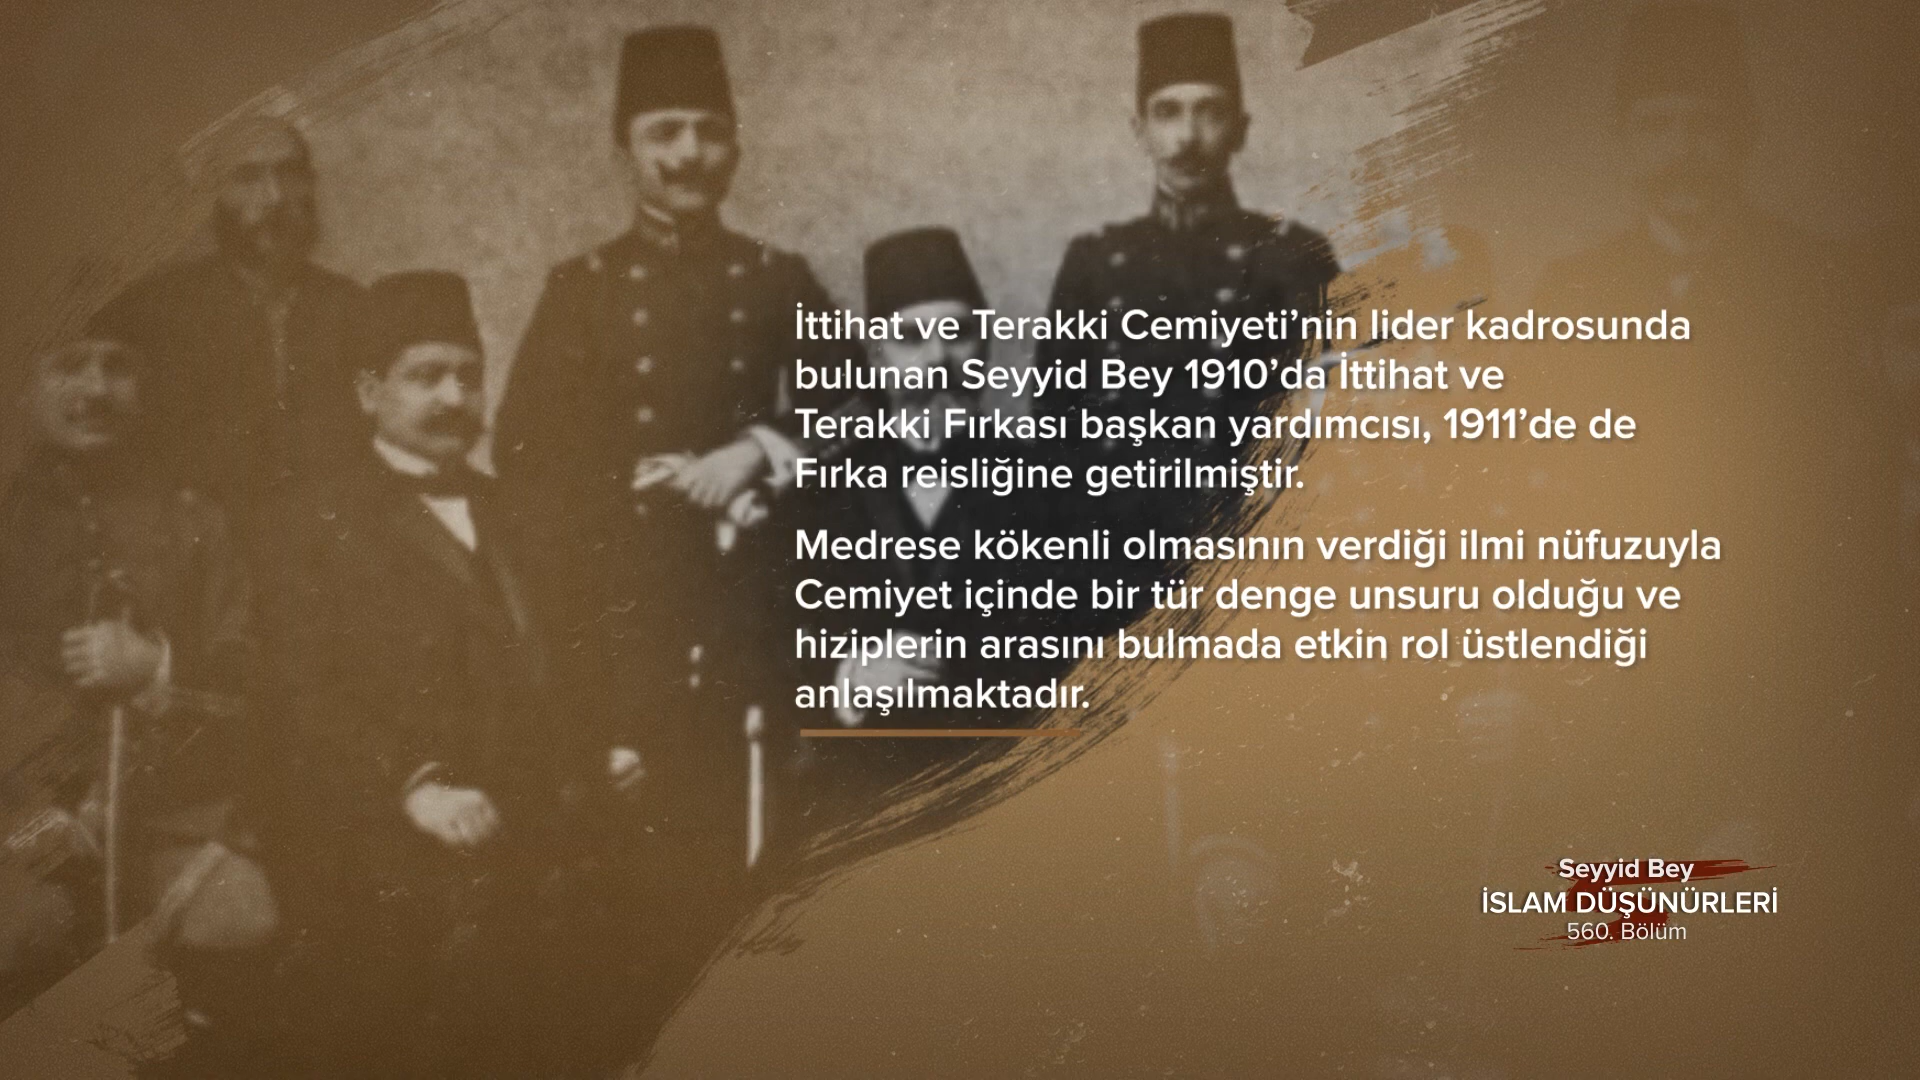 İttihat ve Terakki Cemiyeti’nin lider kadrosunda
bulunan Seyyid Bey 1910’da İttihat ve
Terakki Fırkası başkan yardımcısı, 1911’de de
Fırka reisliğine getirilmiştir.
Medrese kökenli olmasının verdiği ilmi nüfuzuyla
Cemiyet içinde bir tür denge unsuru olduğu ve
hiziplerin arasını bulmada etkin rol üstlendiği
anlaşılmaktadır.
Seyyid Bey
İSLAM DÜŞÜNÜRLERİ
560. Bölüm